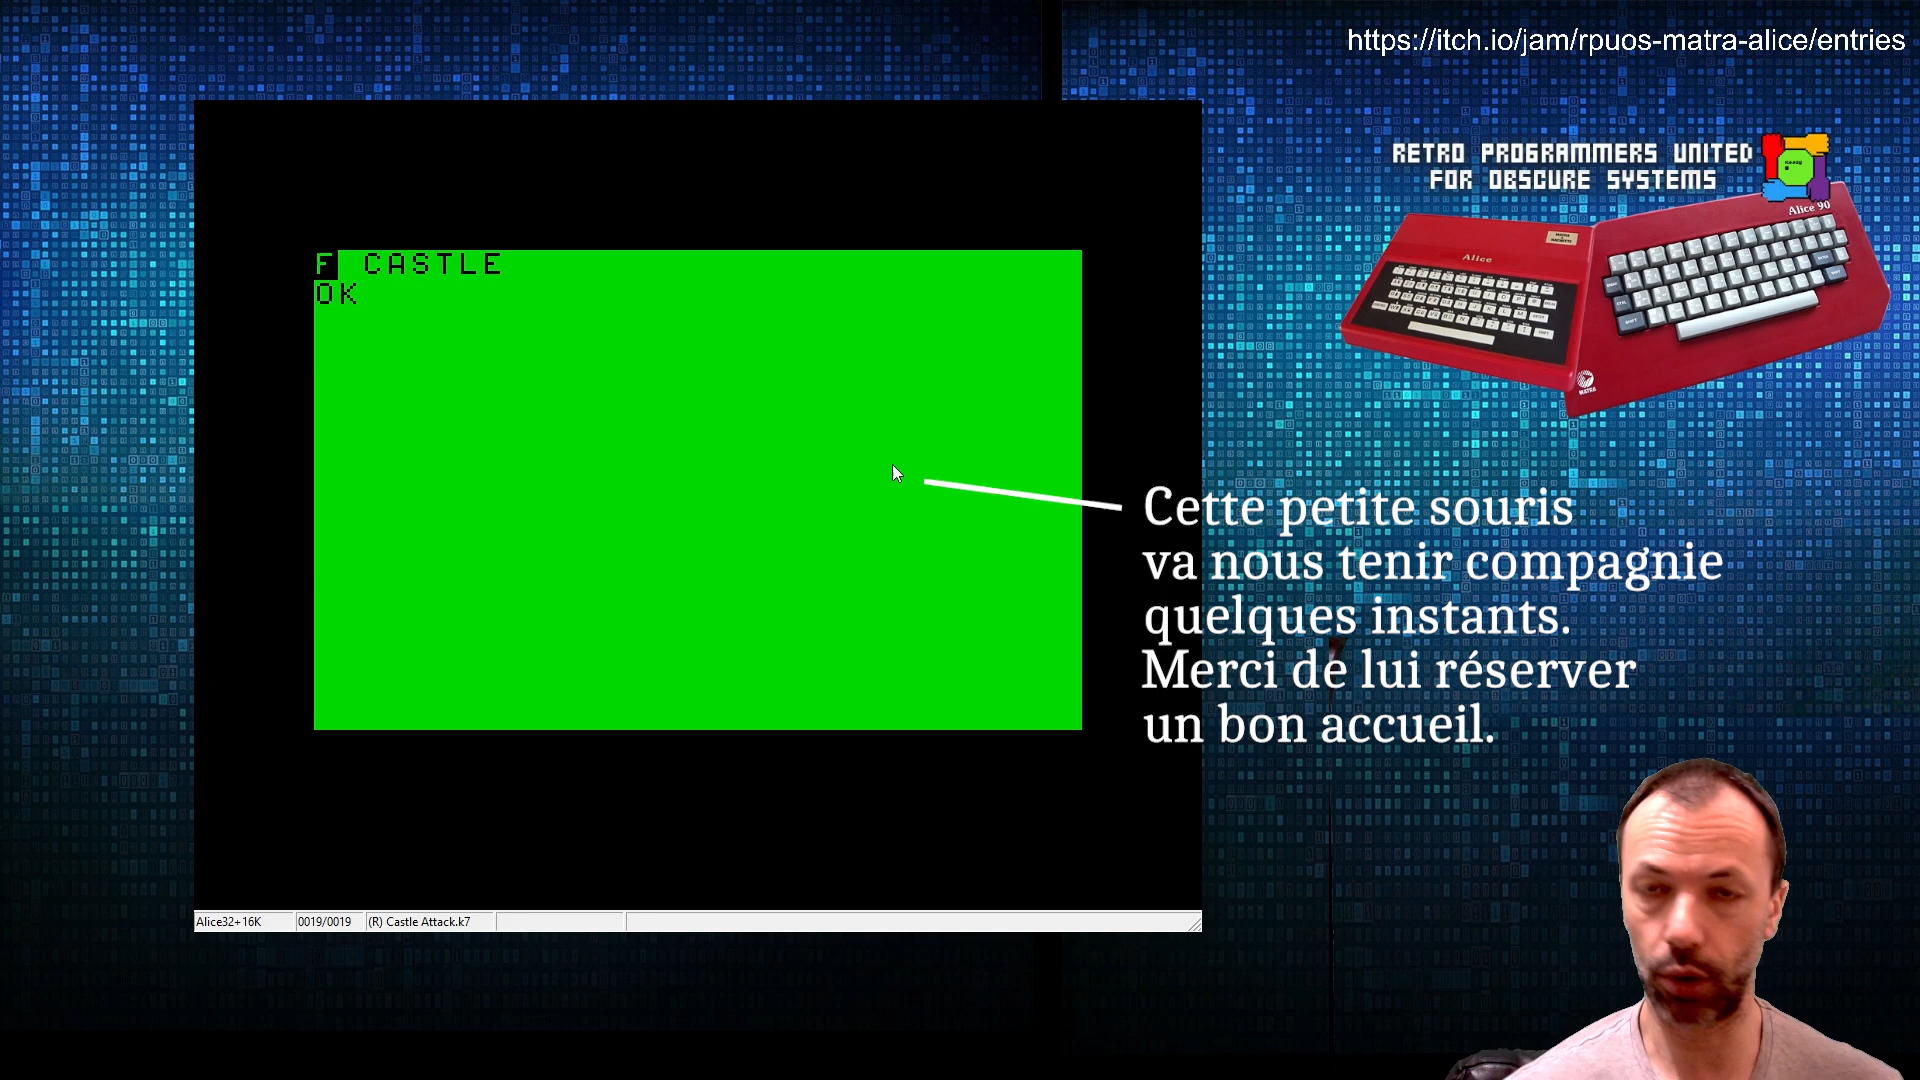 https://itch.io/jam/rpuos-matra-alice/entries
RETRO PROGRAMMERS UNITED
FOR OBSCURE SYSTEMS
Alice 90
Alice
MATRA
F CASTLE
OK
Cette petite souris
va nous tenir compagnie
quelques instants.
Merci de lui réserver
un bon accueil.
Alice32+16K
0019/0019
(R) Castle Attack.k7